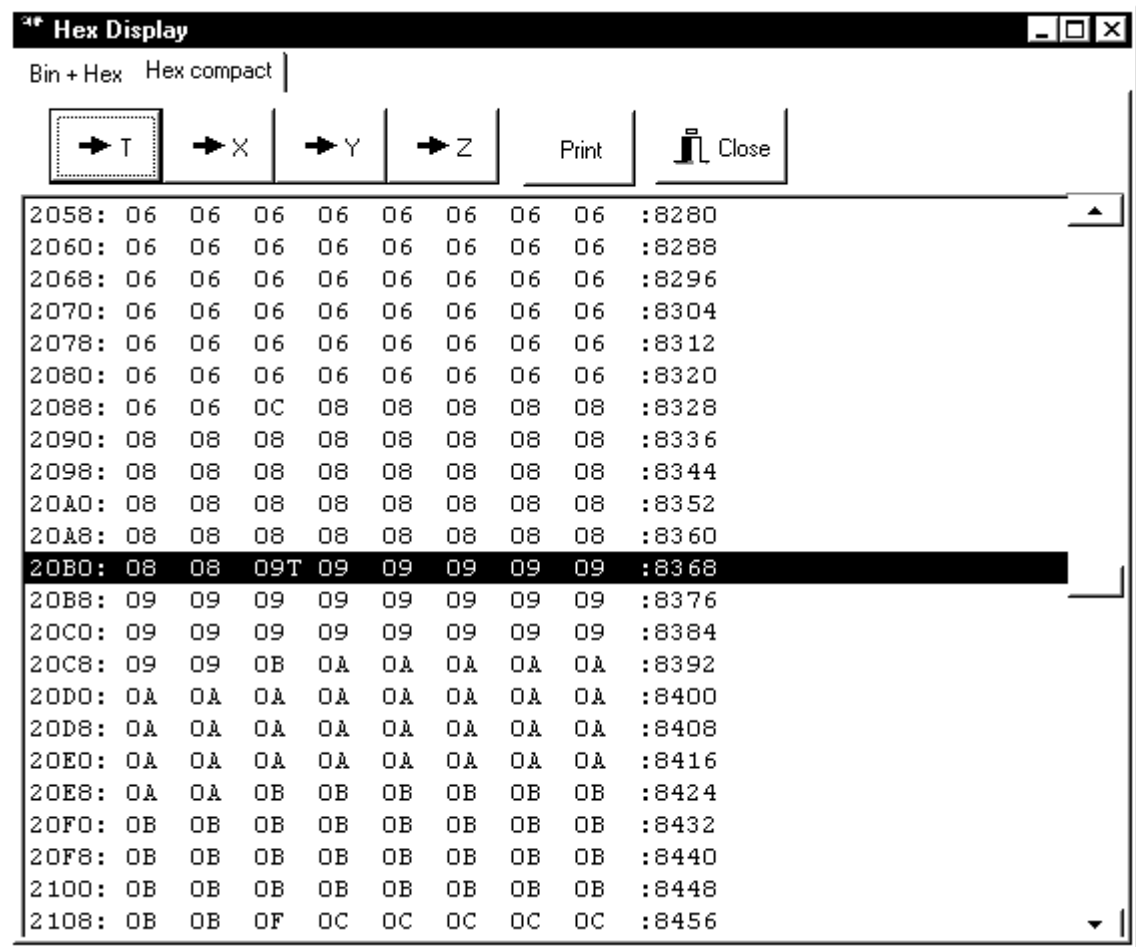 Hex Display
Bin + Hex Hex compact
T X Y Z Print Close
2058: 06 06 06 06 06 06 06 06 :8280
2060: 06 06 06 06 06 06 06 06 :8288
2068: 06 06 06 06 06 06 06 06 :8296
2070: 06 06 06 06 06 06 06 06 :8304
2078: 06 06 06 06 06 06 06 06 :8312
2080: 06 06 06 06 06 06 06 06 :8320
2088: 06 06 0C 08 08 08 08 08 :8328
2090: 08 08 08 08 08 08 08 08 :8336
2098: 08 08 08 08 08 08 08 08 :8344
20A0: 08 08 08 08 08 08 08 08 :8352
20A8: 08 08 08 08 08 08 08 08 :8360
20B0: 08 08 09T 09 09 09 09 09 :8368
20B8: 09 09 09 09 09 09 09 09 :8376
20C0: 09 09 09 09 09 09 09 09 :8384
20C8: 09 09 0B 0A 0A 0A 0A 0A :8392
20D0: 0A 0A 0A 0A 0A 0A 0A 0A :8400
20D8: 0A 0A 0A 0A 0A 0A 0A 0A :8408
20E0: 0A 0A 0A 0A 0A 0A 0A 0A :8416
20E8: 0A 0A 0B 0B 0B 0B 0B 0B :8424
20F0: 0B 0B 0B 0B 0B 0B 0B 0B :8432
20F8: 0B 0B 0B 0B 0B 0B 0B 0B :8440
2100: 0B 0B 0B 0B 0B 0B 0B 0B :8448
2108: 0B 0B 0F 0C 0C 0C 0C 0C :8456